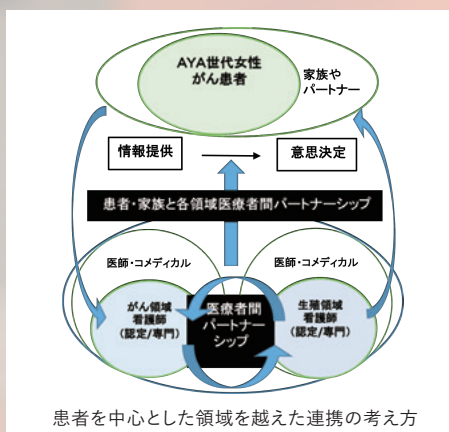 AYA世代女性
がん患者
家族や
パートナー
情報提供
意思決定
患者・家族と各領域医療者間パートナーシップ
医師・コメディカル
医師・コメディカル
がん領域
看護師
（認定/専門）
医療者間
パートナー
シップ
生殖領域
看護師
（認定/専門）
患者を中心とした領域を越えた連携の考え方